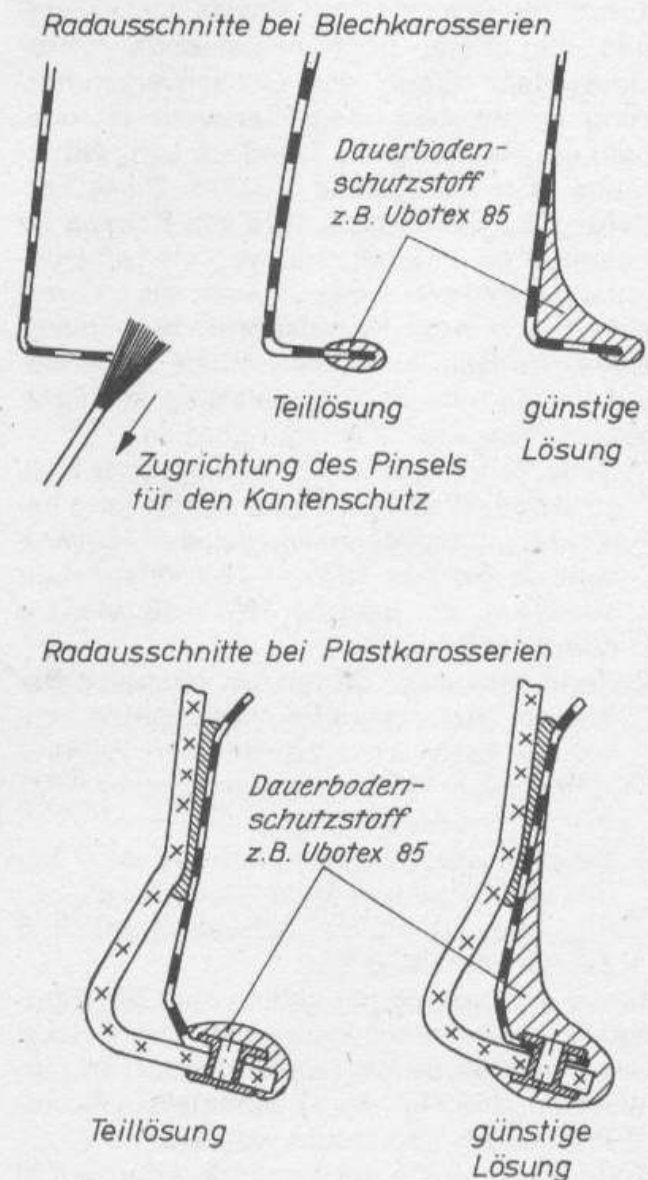 Radausschnitte bei Blechkarosserien
Dauerboden-
schutzstoff
z.B. Ubotex 85
Teillösung
günstige
Lösung
Zugrichtung des Pinsels
für den Kantenschutz
Radausschnitte bei Plastkarosserien
Dauerboden-
schutzstoff
z.B. Ubotex 85
Teillösung
günstige
Lösung